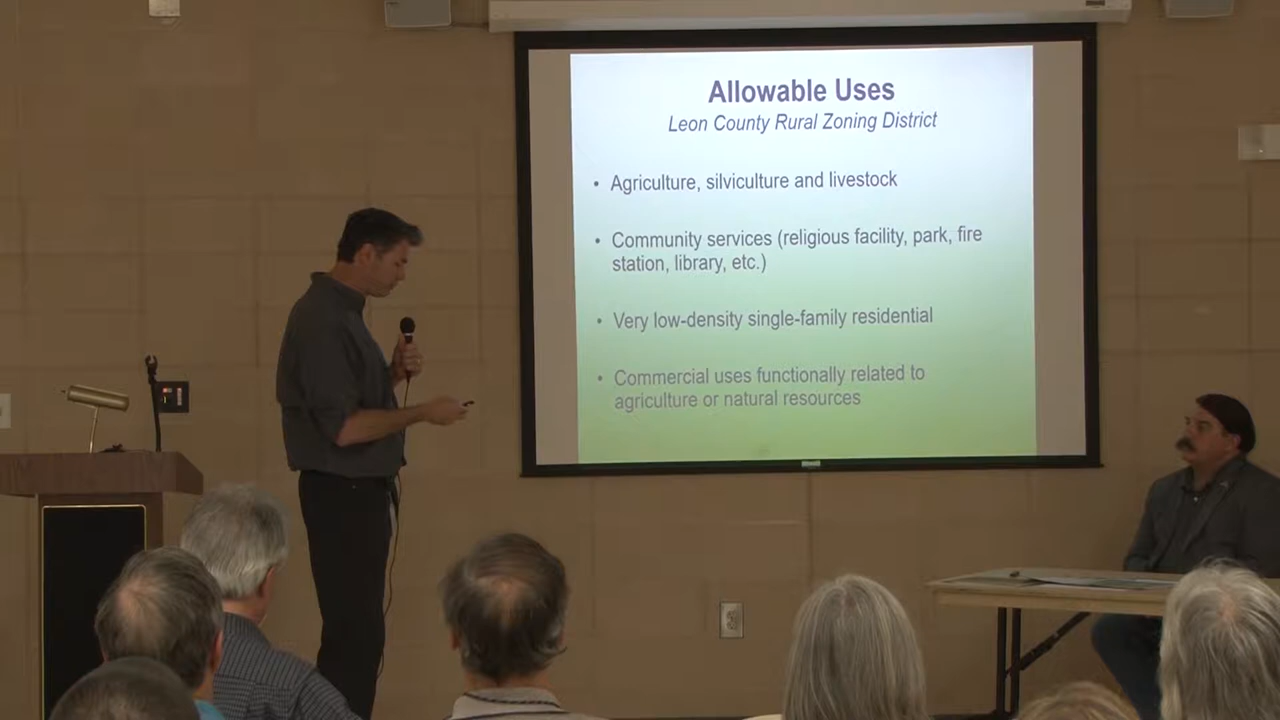 Allowable Uses
Leon County Rural Zoning District
• Agriculture, silviculture and livestock
• Community services (religious facility, park, fire
station, library, etc.)
• Very low-density single-family residential
• Commercial uses functionally related to
agriculture or natural resources